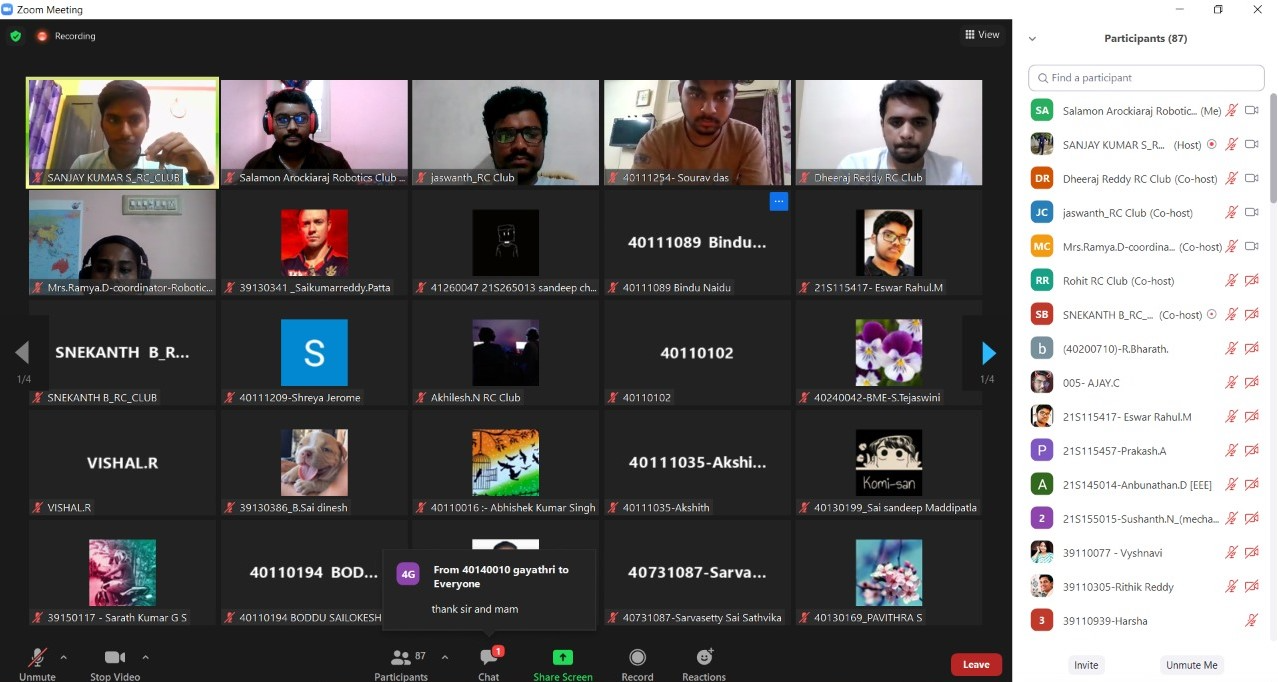 Zoom Meeting
Recording
View
SANJAY KUMAR S_RC_CLUB
Salamon Arockiaraj Robotics Club ...
jaswanth_RC Club
40111254- Sourav das
Dheeraj Reddy RC Club
Mrs.Ramya.D-coordinator-Robotic...
39130341 _Saikumarreddy.Patta
41260047 21S265013 sandeep ch...
40111089 Bindu...
40111089 Bindu Naidu
21S115417- Eswar Rahul.M
1/4
SNEKANTH B_R...
SNEKANTH B_RC_CLUB
S
40111209-Shreya Jerome
Akhilesh.N RC Club
40110102
40110102
40240042-BME-S.Tejaswini
1/4
VISHAL.R
VISHAL.R
39130386_B.Sai dinesh
40110016 :- Abhishek Kumar Singh
40111035-Akshi...
40111035-Akshith
Komi-san
40130199_Sai sandeep Maddipatla
39150117 - Sarath Kumar G S
40110194 BOD...
40110194 BODDU SAILOKESH
4G
From 40140010 gayathri to
Everyone
thank sir and mam
40731087-Sarva...
40731087-Sarvasetty Sai Sathvika
40130169_PAVITHRA S
Unmute
Stop Video
87
Participants
1
Chat
Share Screen
Record
Reactions
Leave
Participants (87)
Find a participant
SA Salamon Arockiaraj Robotic... (Me)
SANJAY KUMAR S_R... (Host)
DR Dheeraj Reddy RC Club (Co-host)
JC jaswanth_RC Club (Co-host)
MC Mrs.Ramya.D-coordina... (Co-host)
RR Rohit RC Club (Co-host)
SB SNEKANTH B_RC_... (Co-host)
b (40200710)-R.Bharath.
005- AJAY.C
21S115417- Eswar Rahul.M
P 21S115457-Prakash.A
A 21S145014-Anbunathan.D [EEE]
2 21S155015-Sushanth.N_(mecha...
39110077 - Vyshnavi
39110305-Rithik Reddy
3 39110939-Harsha
Invite
Unmute Me